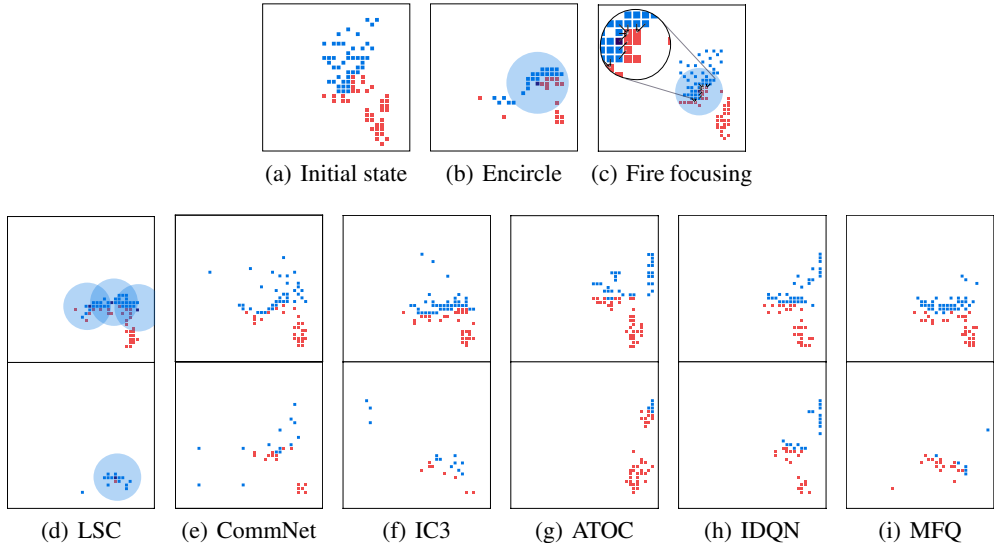 (a) Initial state
(b) Encircle
(c) Fire focusing
(d) LSC
(e) CommNet
(f) IC3
(g) ATOC
(h) IDQN
(i) MFQ